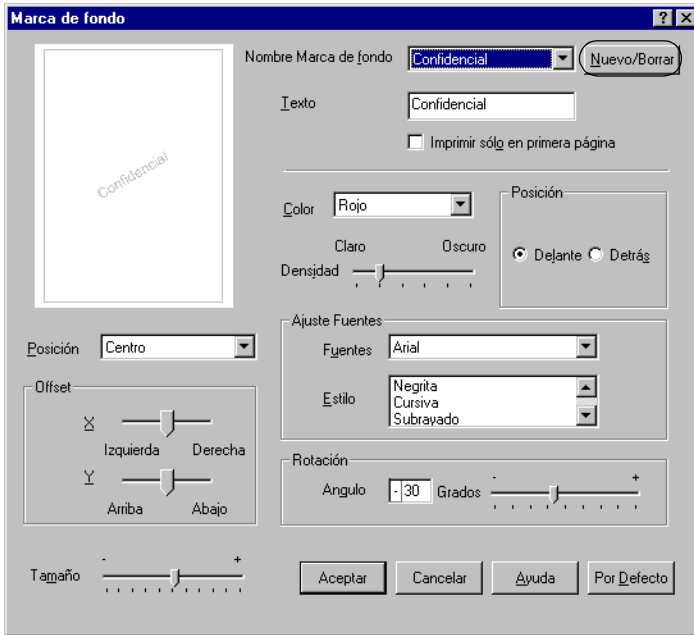 Marca de fondo
Nombre Marca de fondo Confidencial Nuevo/Borrar
Texto Confidencial
Imprimir sólo en primera página
Confidencial
Color Rojo
Posición
Claro Oscuro
Delante Detrás
Densidad
Ajuste Fuentes
Posición Centro
Fuentes Arial
Offset
Estilo Negrita
Cursiva
Subrayado
X
Izquierda Derecha
Y
Arriba Abajo
Rotación
Angulo -30 Grados - +
Tamaño - +
Aceptar Cancelar Ayuda Por Defecto